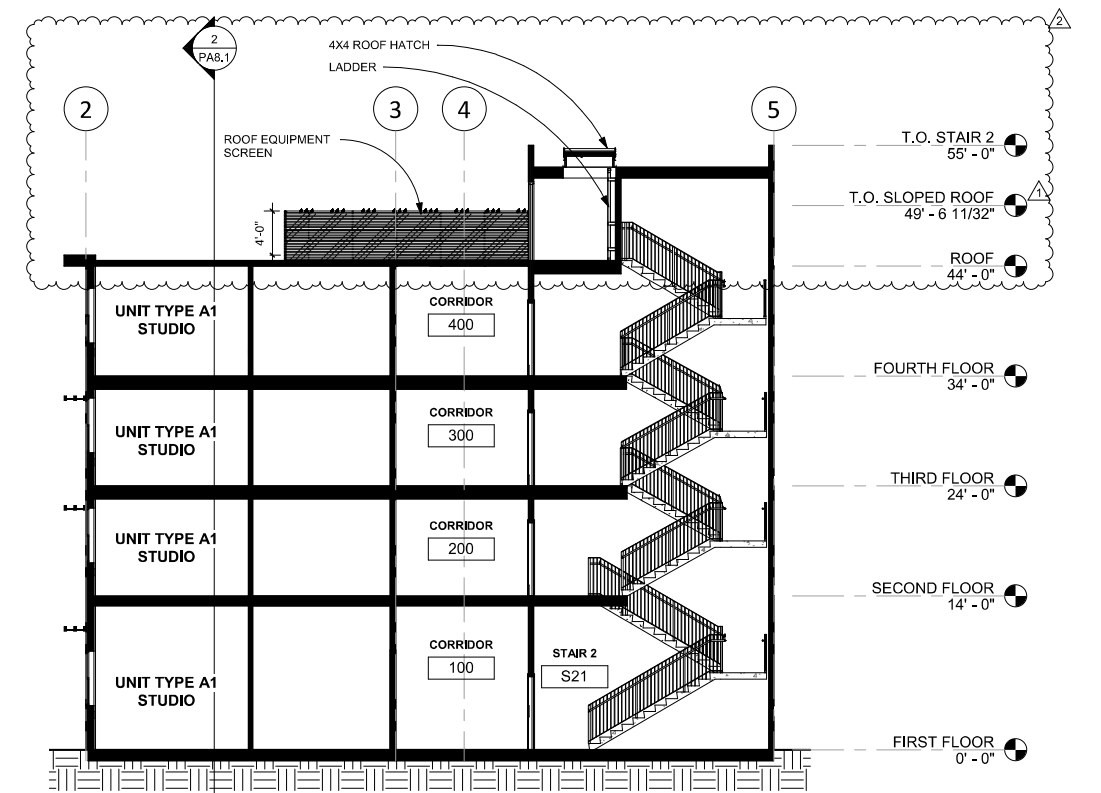 2
2
PA8.1
4X4 ROOF HATCH
LADDER
2
3
4
5
ROOF EQUIPMENT
SCREEN
T.O. STAIR 2
55' - 0"
1
T.O. SLOPED ROOF
49' - 6 11/32"
4'-0"
ROOF
44' - 0"
UNIT TYPE A1
STUDIO
CORRIDOR
400
FOURTH FLOOR
34' - 0"
UNIT TYPE A1
STUDIO
CORRIDOR
300
THIRD FLOOR
24' - 0"
UNIT TYPE A1
STUDIO
CORRIDOR
200
SECOND FLOOR
14' - 0"
UNIT TYPE A1
STUDIO
CORRIDOR
100
STAIR 2
S21
FIRST FLOOR
0' - 0"